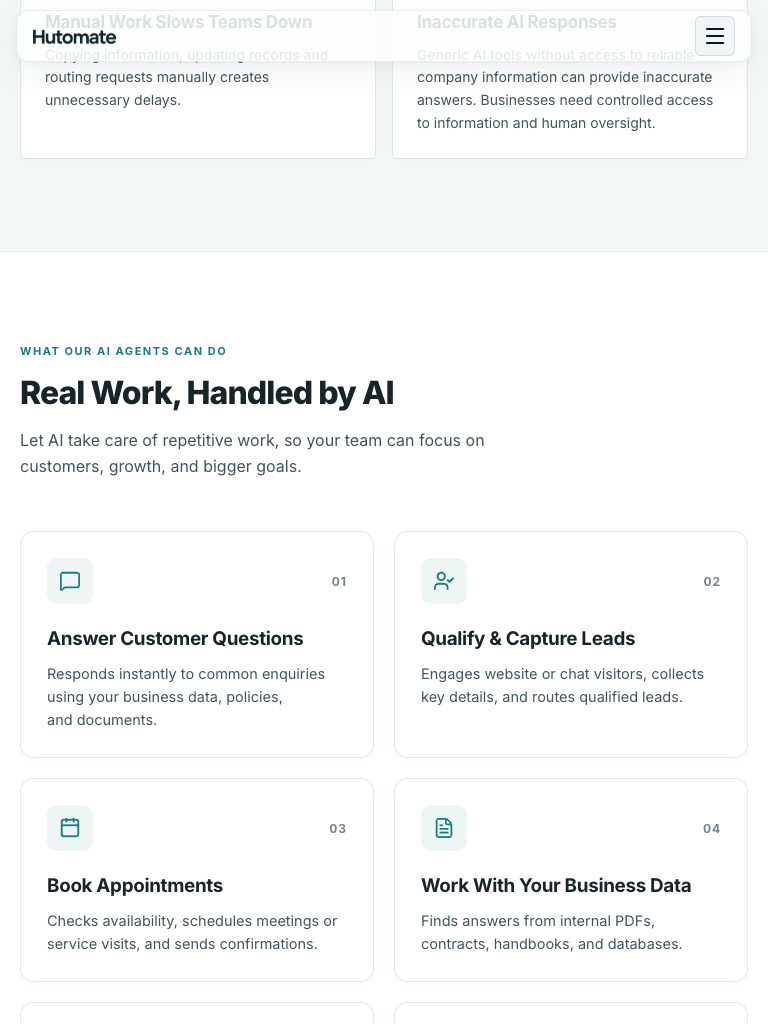 Hutomate
Manual Work Slows Teams Down
Copying information, updating records and
routing requests manually creates
unnecessary delays.
Inaccurate AI Responses
Generic AI tools without access to reliable
company information can provide inaccurate
answers. Businesses need controlled access
to information and human oversight.
WHAT OUR AI AGENTS CAN DO
Real Work, Handled by AI
Let AI take care of repetitive work, so your team can focus on
customers, growth, and bigger goals.
01
Answer Customer Questions
Responds instantly to common enquiries
using your business data, policies,
and documents.
02
Qualify & Capture Leads
Engages website or chat visitors, collects
key details, and routes qualified leads.
03
Book Appointments
Checks availability, schedules meetings or
service visits, and sends confirmations.
04
Work With Your Business Data
Finds answers from internal PDFs,
contracts, handbooks, and databases.